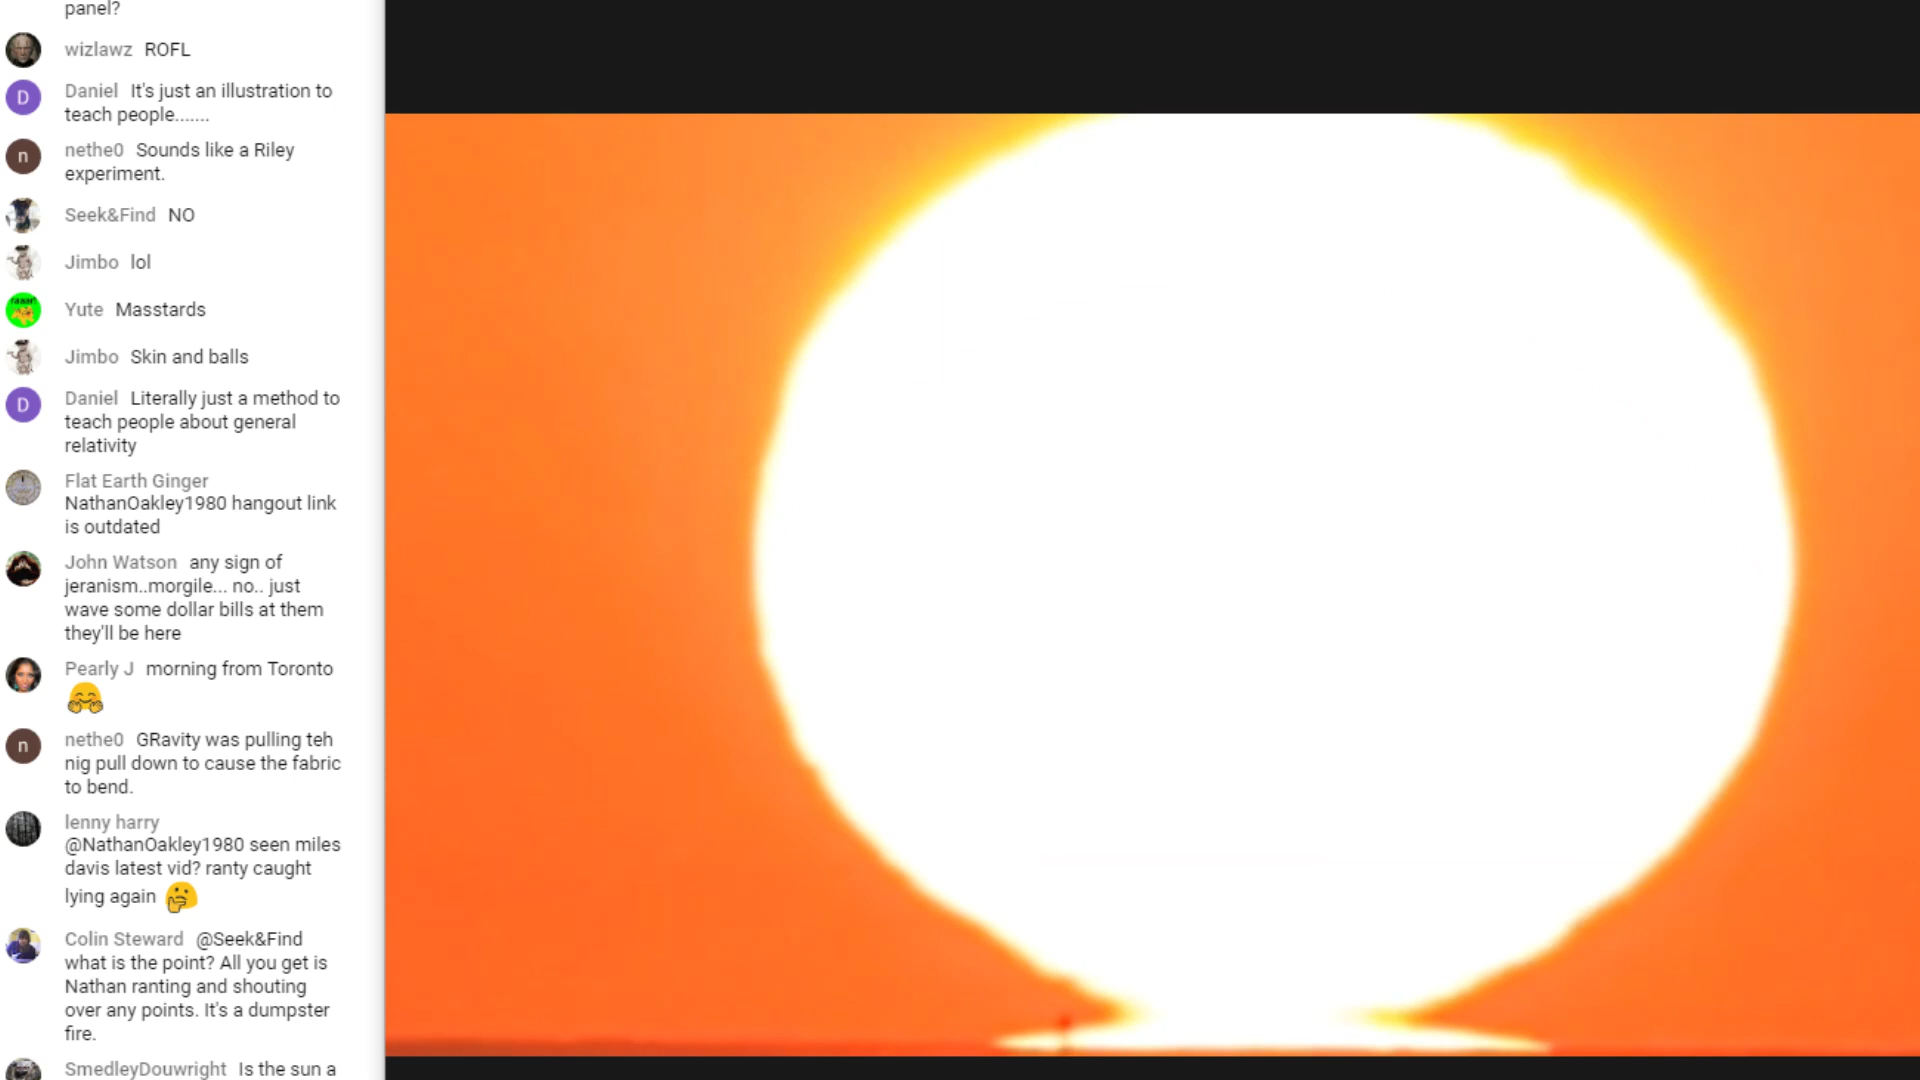 panel?
wizlawz ROFL
D
Daniel It's just an illustration to
teach people.......
n
nethe0 Sounds like a Riley
experiment.
Seek&Find NO
Jimbo lol
Yute Masstards
Jimbo Skin and balls
D
Daniel Literally just a method to
teach people about general
relativity
Flat Earth Ginger
NathanOakley1980 hangout link
is outdated
John Watson any sign of
jeranism..morgile... no.. just
wave some dollar bills at them
they'll be here
Pearly J morning from Toronto
n
nethe0 GRavity was pulling teh
nig pull down to cause the fabric
to bend.
lenny harry
@NathanOakley1980 seen miles
davis latest vid? ranty caught
lying again
Colin Steward @Seek&Find
what is the point? All you get is
Nathan ranting and shouting
over any points. It's a dumpster
fire.
SmedleyDouwright Is the sun a